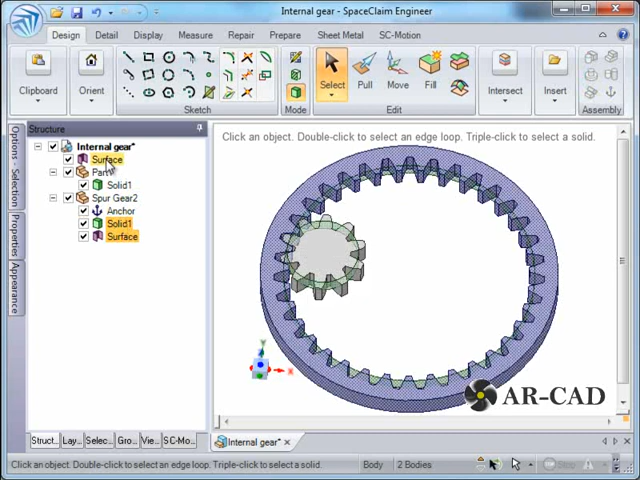 Internal gear* - SpaceClaim Engineer
Design Detail Display Measure Repair Prepare Sheet Metal SC-Motion
Clipboard
Orient
Sketch
Mode
Select Pull Move Fill
Edit
Intersect
Insert
Assembly
Structure
Options - Selection
Properties
Appearance
Internal gear*
Surface
Part
Solid1
Spur Gear2
Anchor
Solid1
Surface
Click an object. Double-click to select an edge loop. Triple-click to select a solid.
Y
X
AR-CAD
Struct... Lay... Selec... Gro... Vie... SC-Mo...
Internal gear*
Click an object. Double-click to select an edge loop. Triple-click to select a solid.
Body
2 Bodies